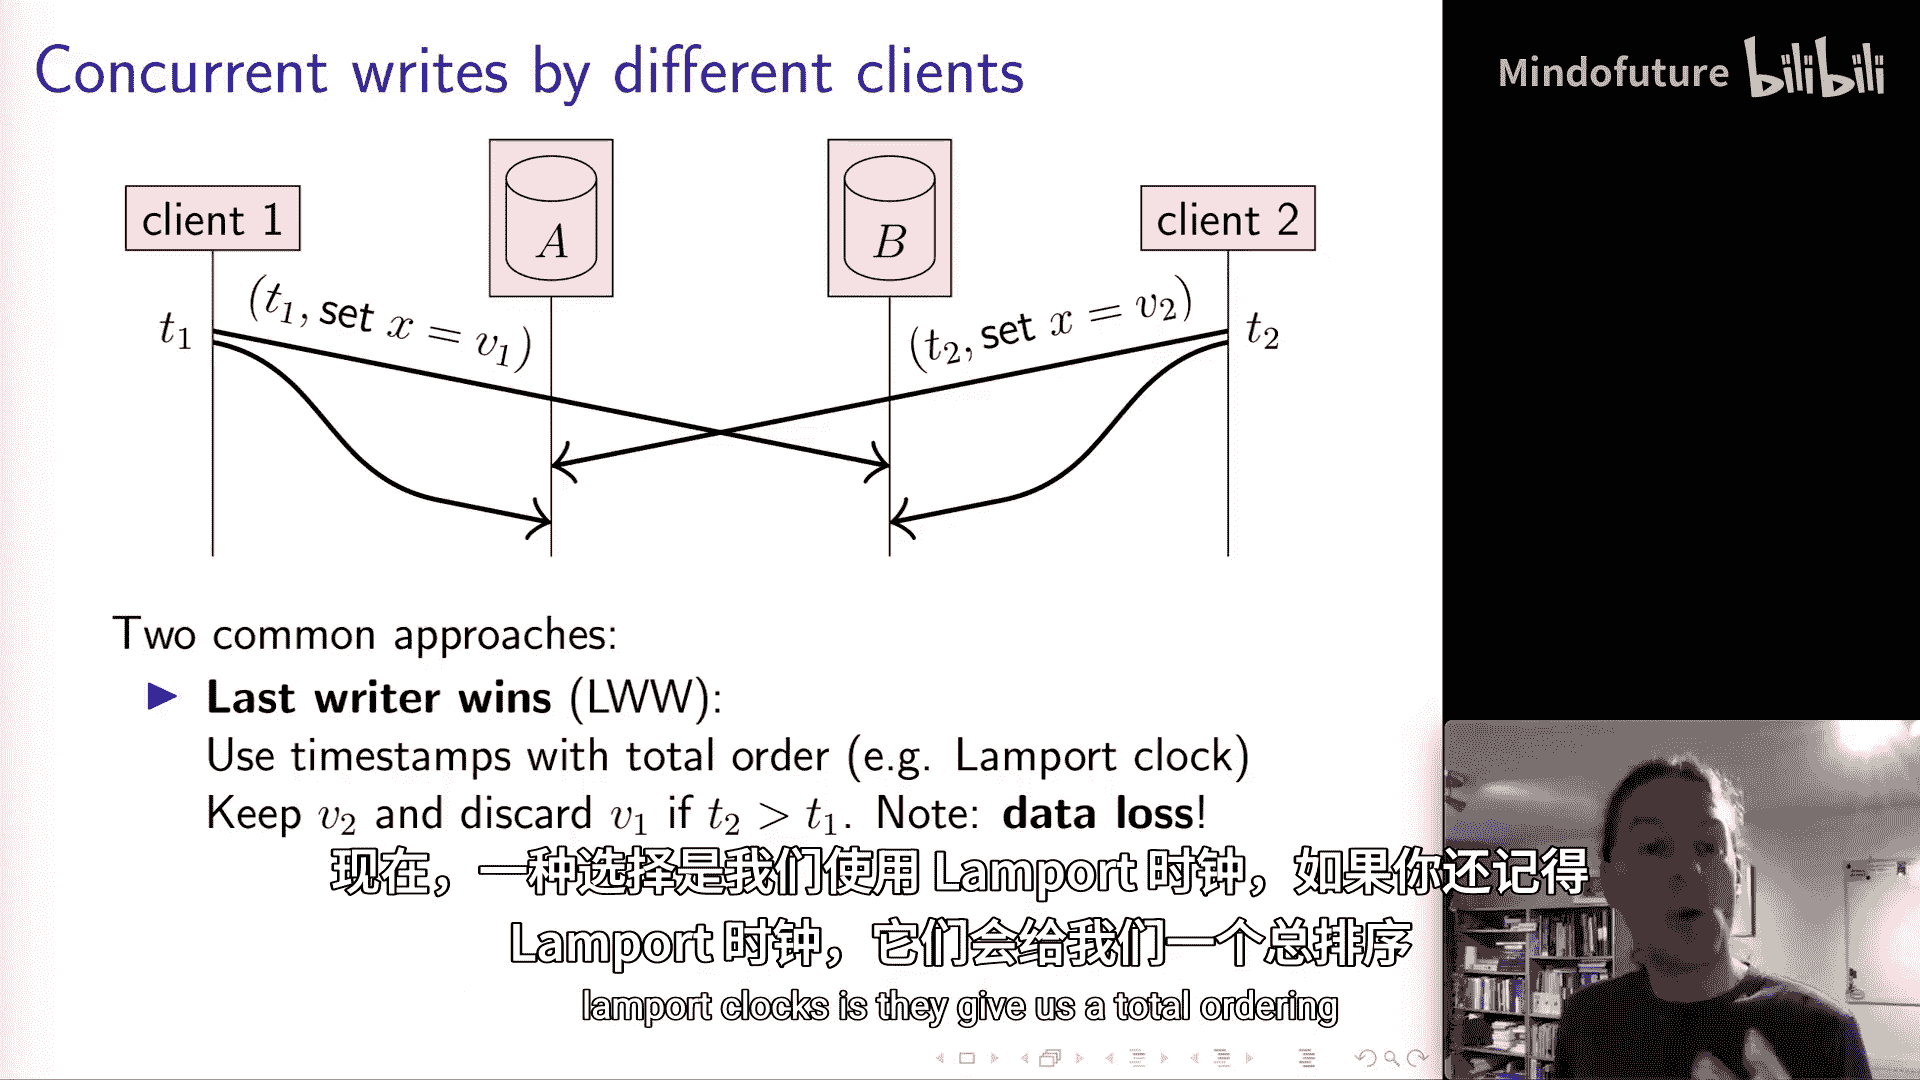 Concurrent writes by different clients
Mindofuture bilibili
client 1
A
B
client 2
t₁
(t₁, set x = v₁)
(t₂, set x = v₂)
t₂
Two common approaches:
Last writer wins (LWW):
Use timestamps with total order (e.g. Lamport clock)
Keep v₂ and discard v₁ if t₂ > t₁. Note: data loss!
现在，一种选择是我们使用 Lamport 时钟，如果你还记得
Lamport 时钟，它们会给我们一个总排序
lamport clocks is they give us a total ordering